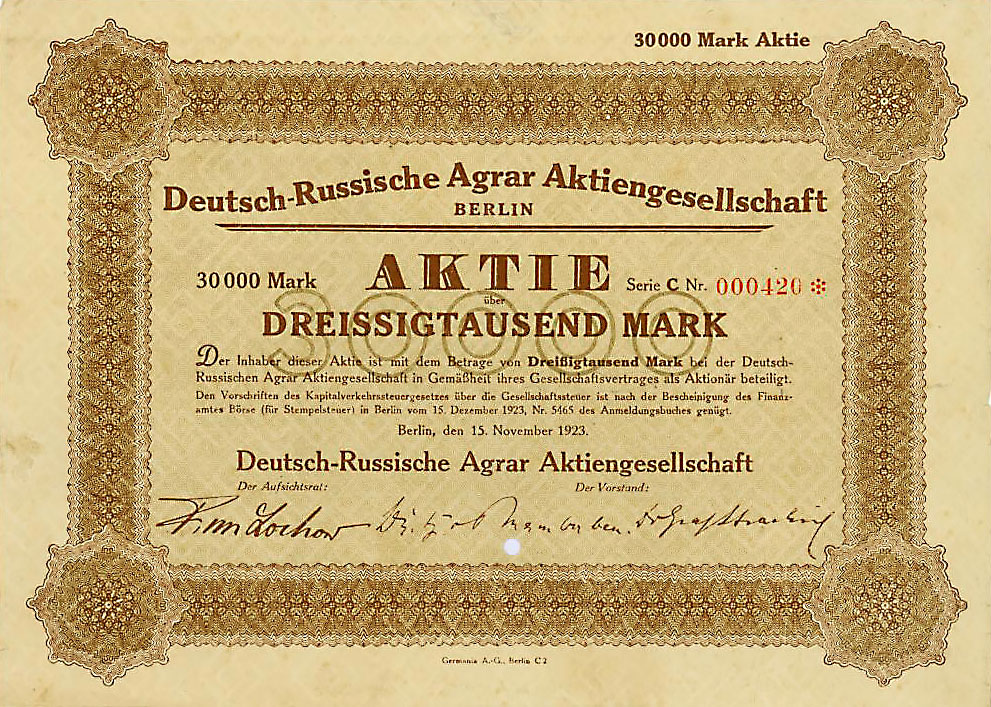 30000 Mark Aktie
Deutsch-Russische Agrar Aktiengesellschaft
BERLIN
30000 Mark AKTIE Serie C Nr. 000420 *
über
30000
DREISSIGTAUSEND MARK
Der Inhaber dieser Aktie ist mit dem Betrage von Dreißigtausend Mark bei der Deutsch-
Russischen Agrar Aktiengesellschaft in Gemäßheit ihres Gesellschaftsvertrages als Aktionär beteiligt.
Den Vorschriften des Kapitalverkehrssteuergesetzes über die Gesellschaftssteuer ist nach der Bescheinigung des Finanz-
amtes Börse (für Stempelsteuer) in Berlin vom 15. Dezember 1923, Nr. 5465 des Anmeldungsbuches genügt.
Berlin, den 15. November 1923.
Deutsch-Russische Agrar Aktiengesellschaft
Der Aufsichtsrat: Der Vorstand:
Lochow
Germania A.-G., Berlin C 2